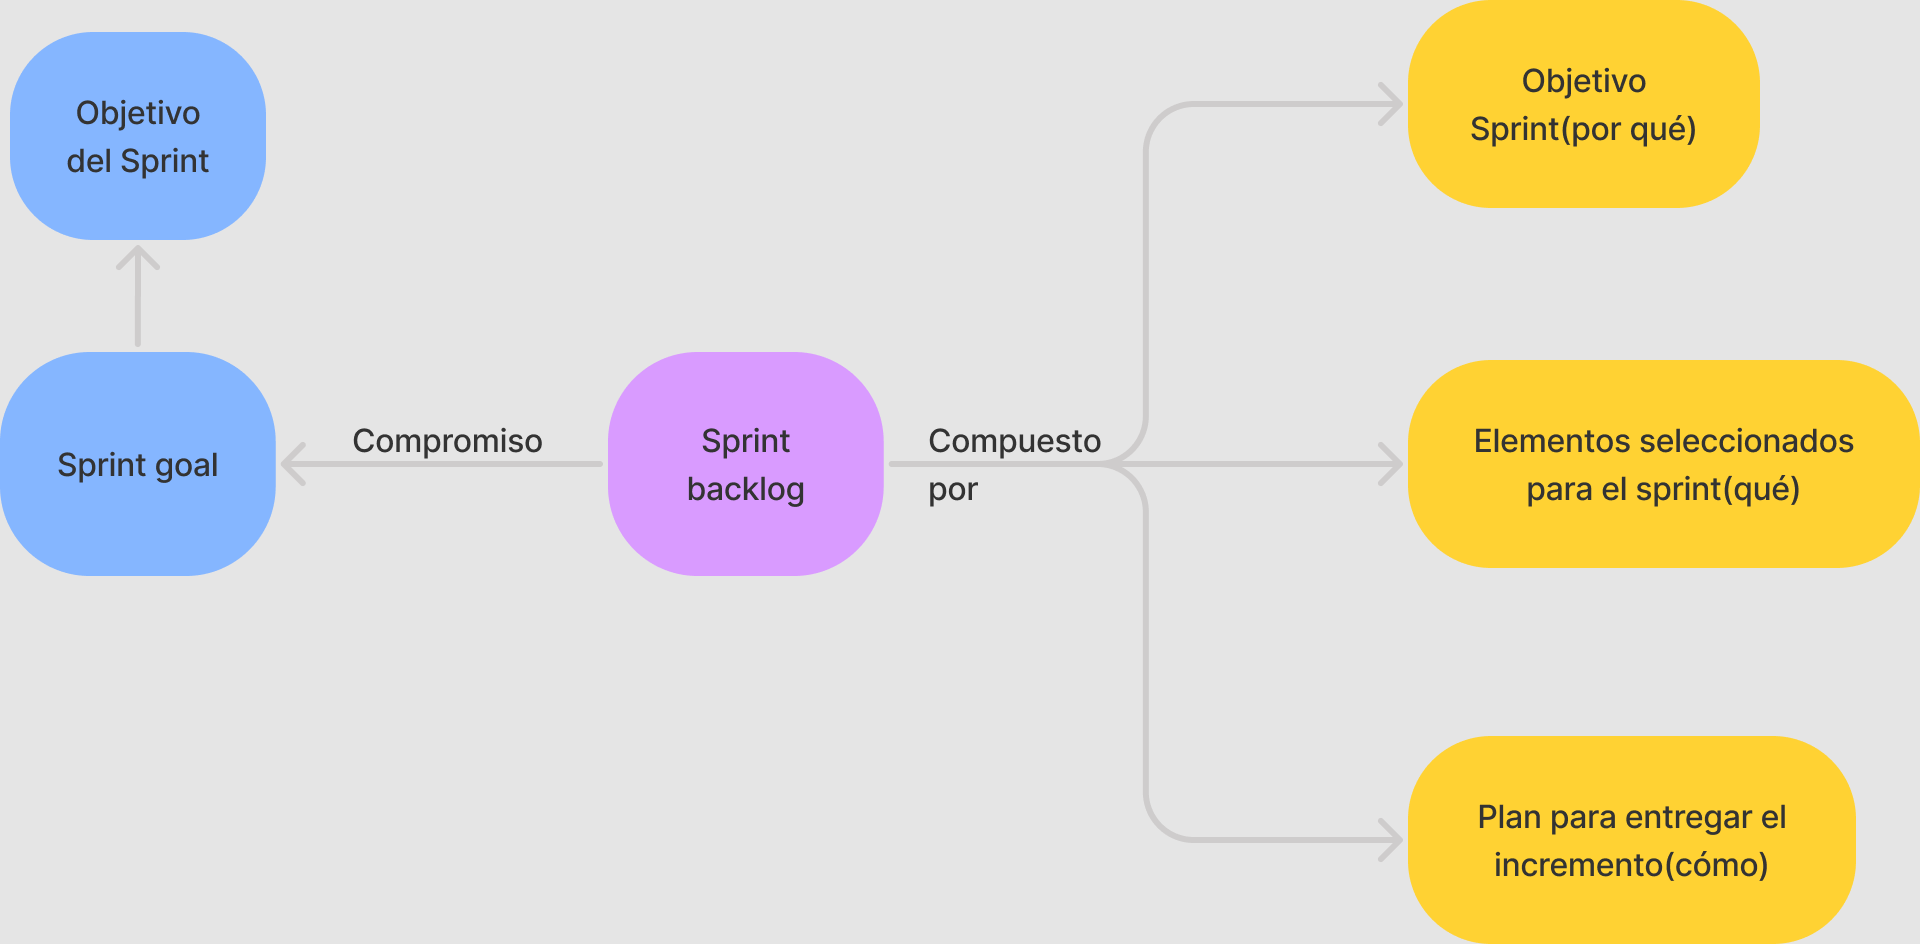 Objetivo
del Sprint
Sprint goal
Compromiso
Sprint
backlog
Compuesto
por
Objetivo
Sprint(por qué)
Elementos seleccionados
para el sprint(qué)
Plan para entregar el
incremento(cómo)